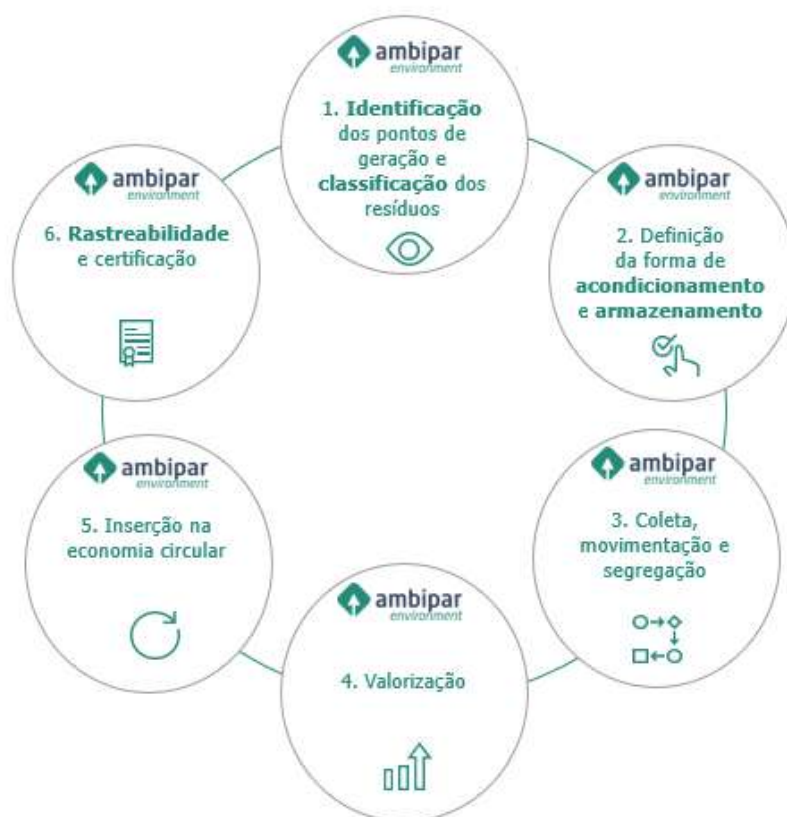 ambipar
environment
1. Identificação
dos pontos de
geração e
classificação dos
resíduos
ambipar
environment
2. Definição
da forma de
acondicionamento
e armazenamento
ambipar
environment
3. Coleta,
movimentação e
segregação
ambipar
environment
4. Valorização
ambipar
environment
5. Inserção na
economia circular
ambipar
environment
6. Rastreabilidade
e certificação